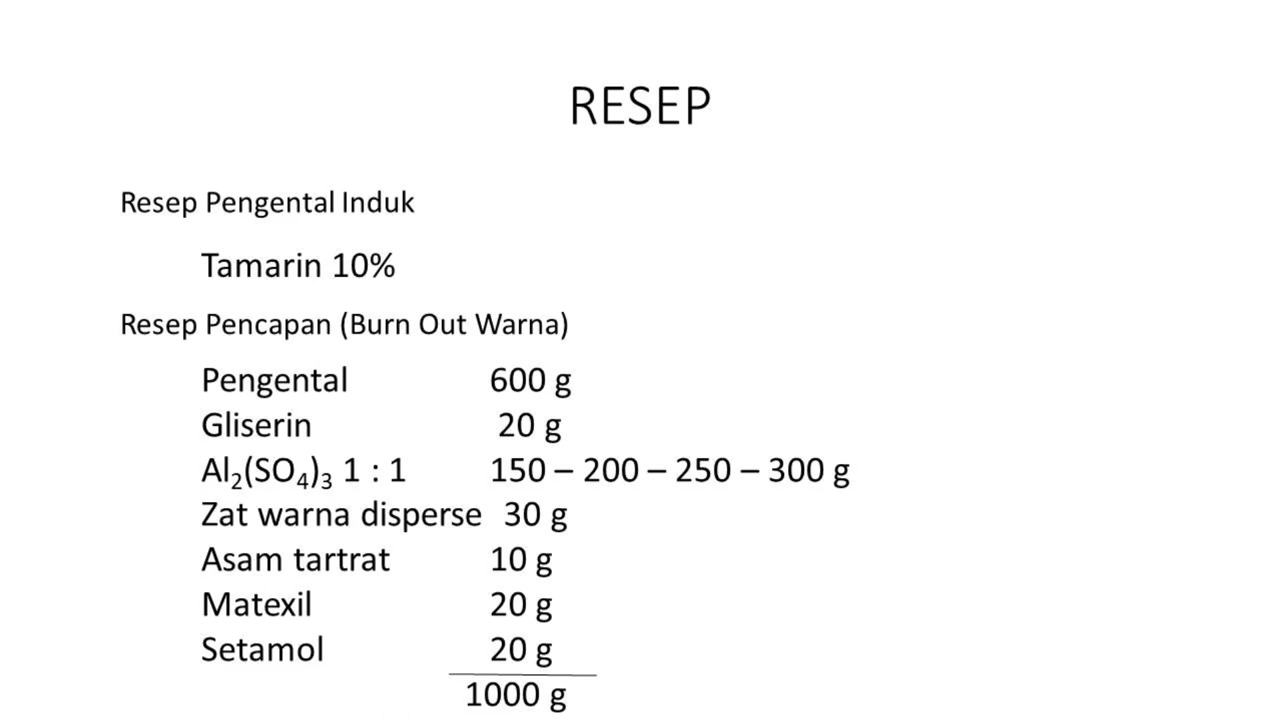 RESEP
Resep Pengental Induk
Tamarin 10%
Resep Pencapan (Burn Out Warna)
Pengental 600 g
Gliserin 20 g
Al₂(SO₄)₃ 1 : 1 150 – 200 – 250 – 300 g
Zat warna disperse 30 g
Asam tartrat 10 g
Matexil 20 g
Setamol 20 g
1000 g